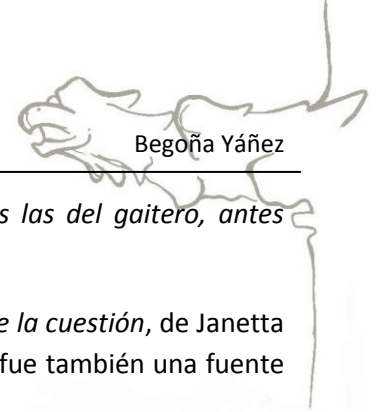 Begoña Yáñez
s las del gaitero, antes
e la cuestión, de Janetta
fue también una fuente